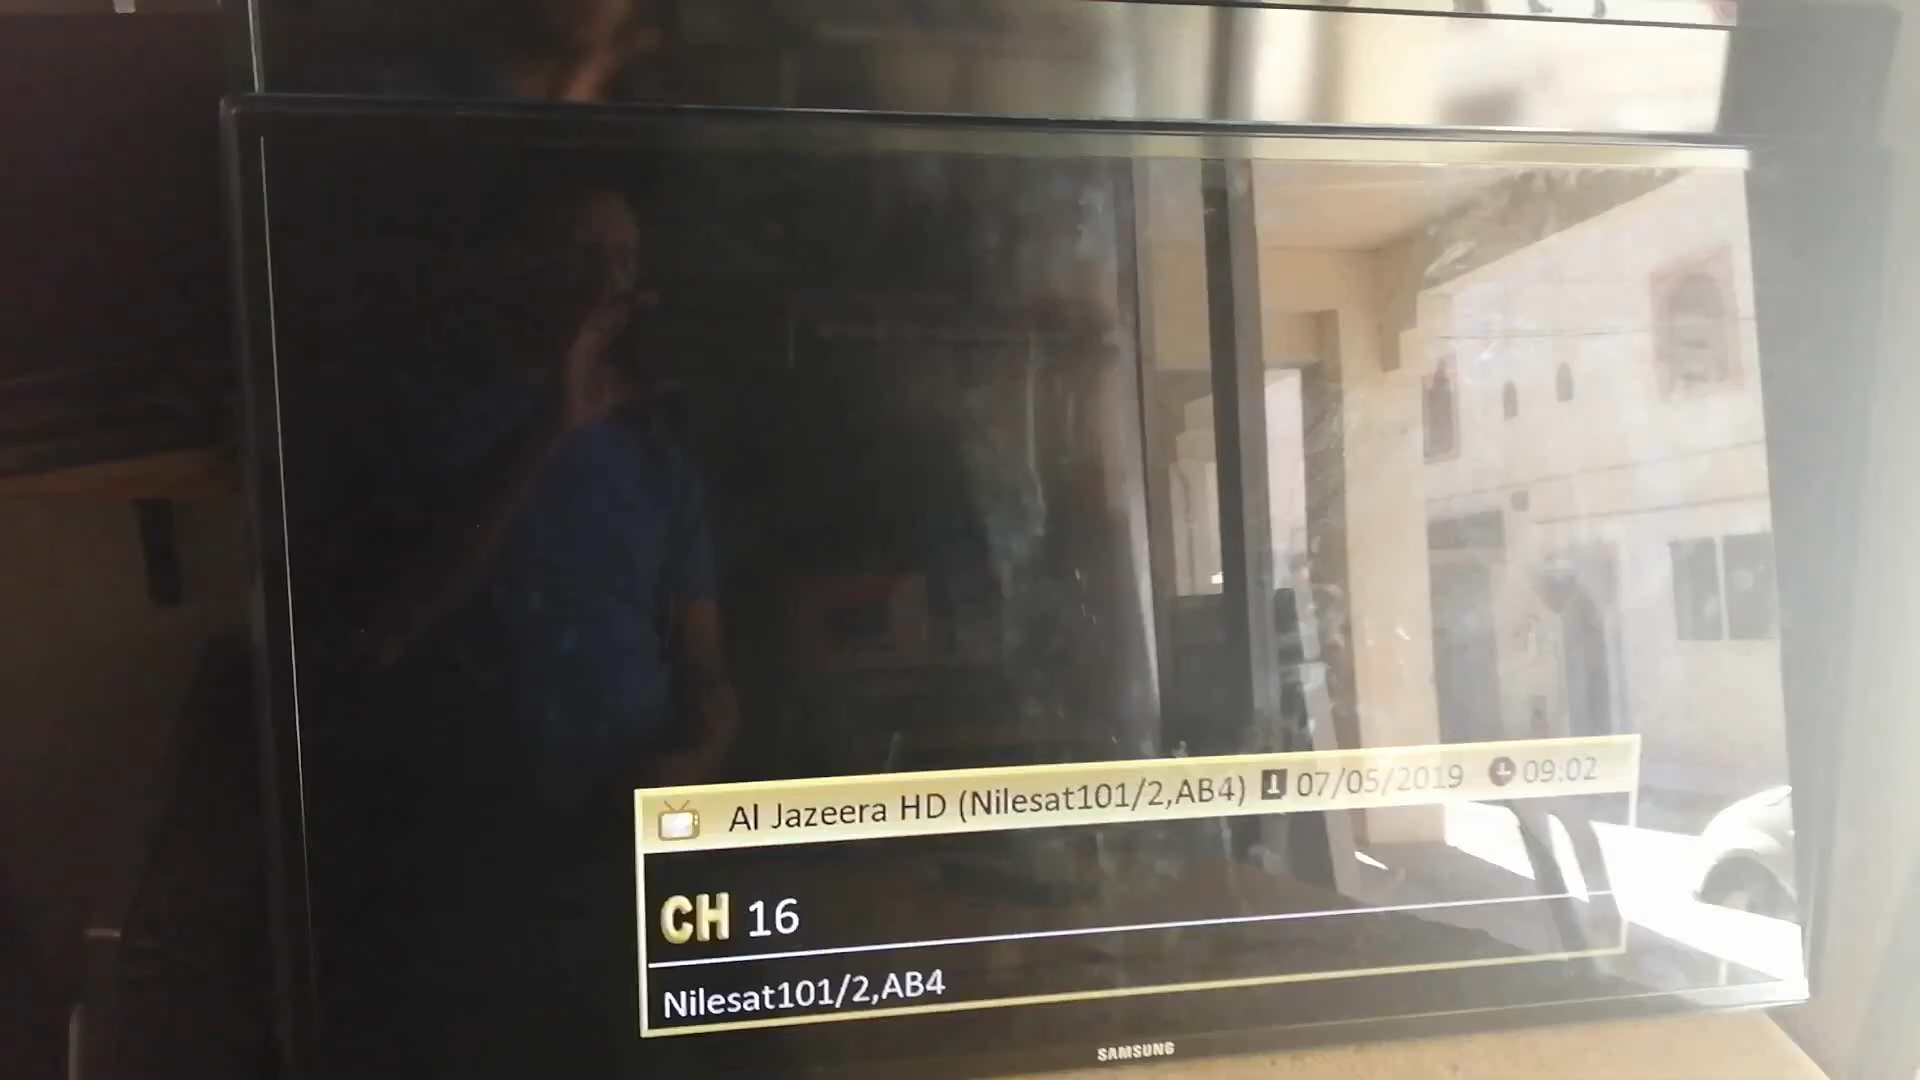 Al Jazeera HD (Nilesat101/2,AB4) 07/05/2019 09:02
CH 16
Nilesat101/2,AB4
SAMSUNG